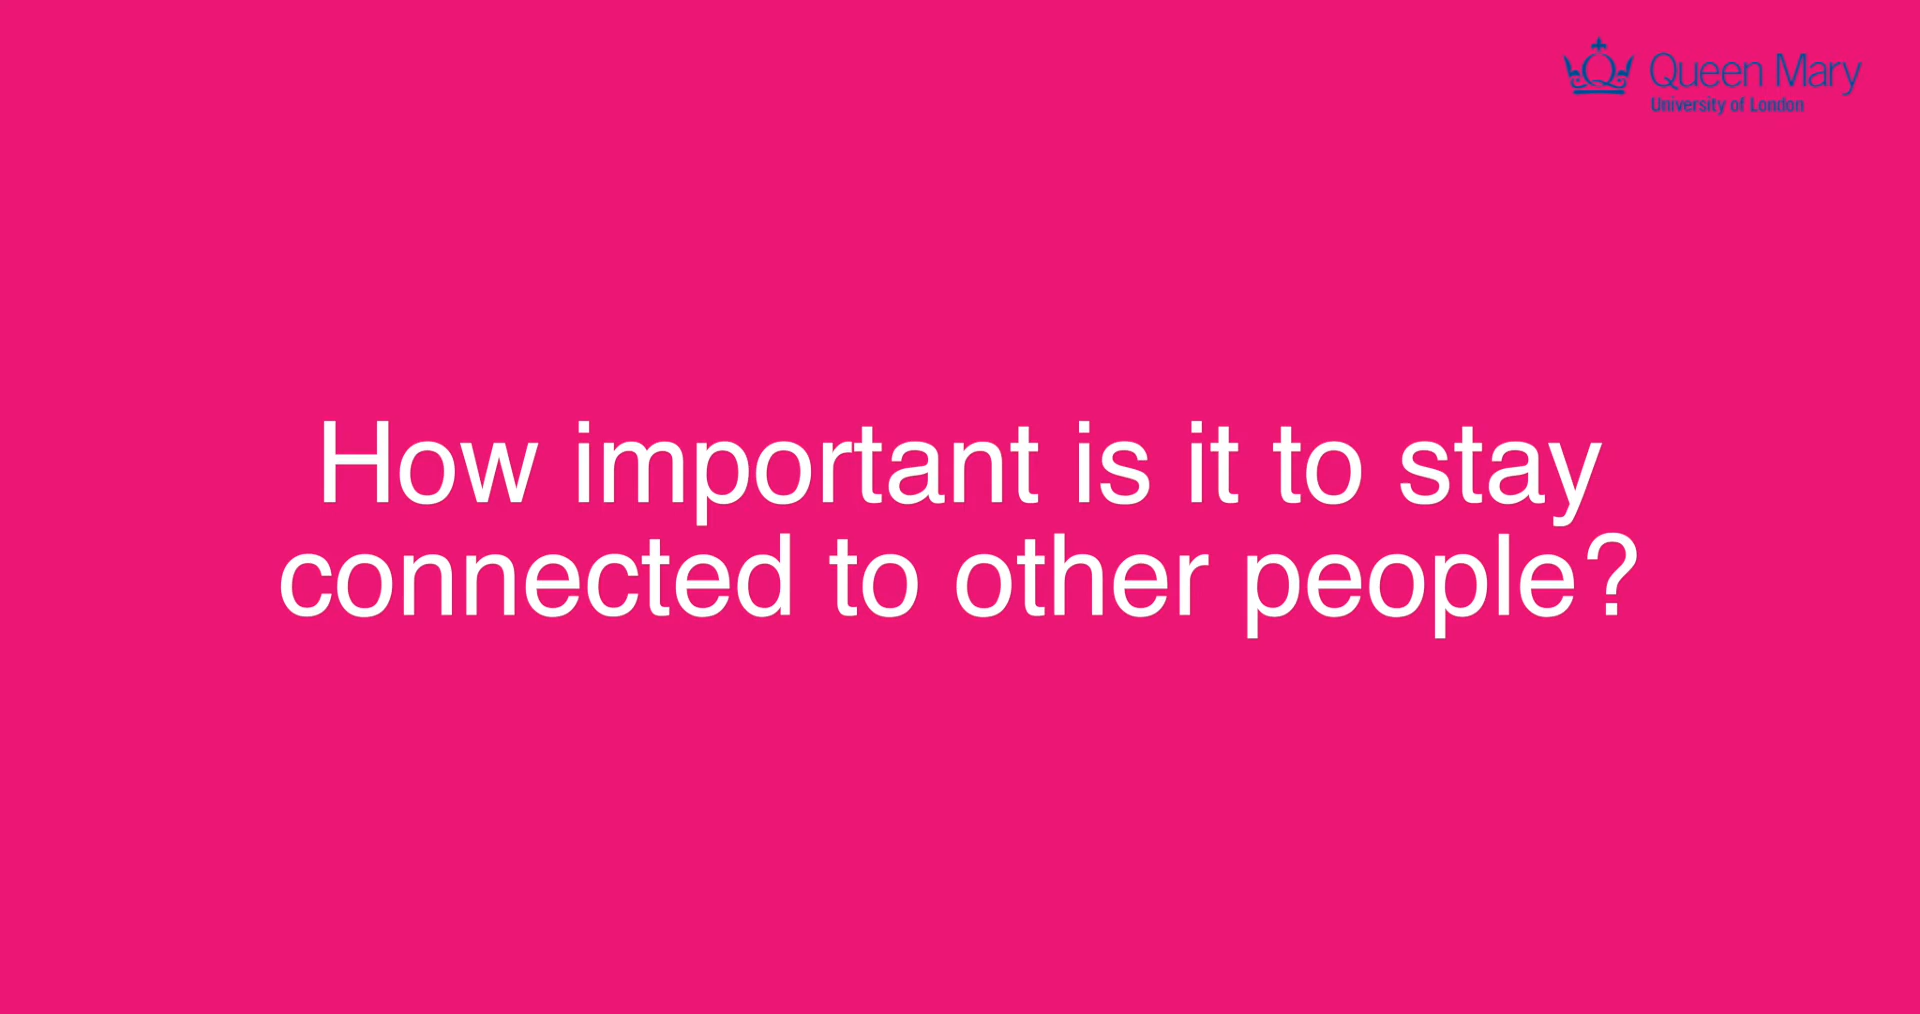 Queen Mary
University of London
How important is it to stay
connected to other people?